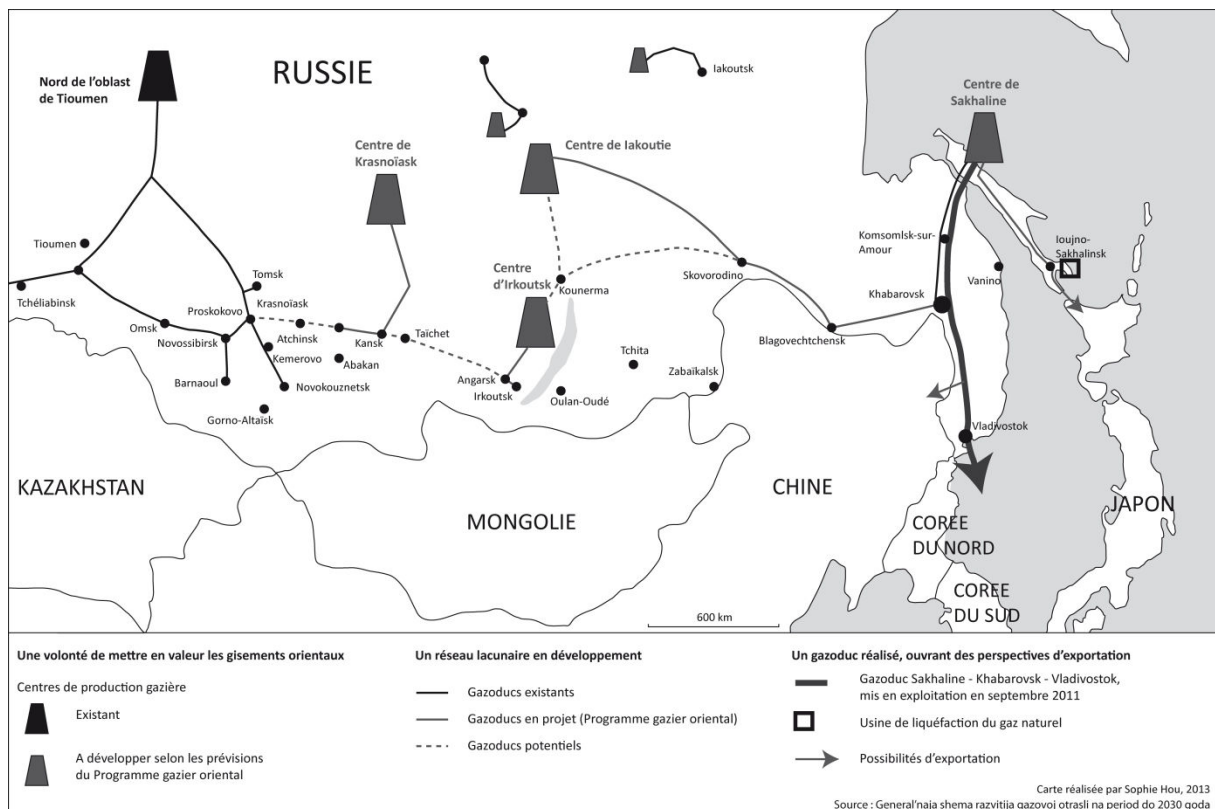 RUSSIE
Nord de l'oblast
de Tioumen
Iakoutsk
Centre de
Sakhaline
Centre de
Krasnoïask
Centre de Iakoutie
Tioumen
Tchéliabinsk
Tomsk
Krasnoïask
Proskokovo
Omsk
Novossibirsk
Atchinsk
Kemerovo
Kansk
Abakan
Taïchet
Barnaoul
Novokouznetsk
Gorno-Altaïsk
Centre
d'Irkoutsk
Kounerma
Angarsk
Irkoutsk
Oulan-Oudé
Tchita
Zabaïkalsk
Skovorodino
Blagovechtchensk
Komsomlsk-sur-
Amour
Khabarovsk
Vanino
Ioujno-
Sakhalinsk
Vladivostok
KAZAKHSTAN
MONGOLIE
CHINE
COREE
DU NORD
COREE
DU SUD
JAPON
600 km
Une volonté de mettre en valeur les gisements orientaux
Centres de production gazière
Existant
A développer selon les prévisions
du Programme gazier oriental
Un réseau lacunaire en développement
Gazoducs existants
Gazoducs en projet (Programme gazier oriental)
Gazoducs potentiels
Un gazoduc réalisé, ouvrant des perspectives d'exportation
Gazoduc Sakhaline - Khabarovsk - Vladivostok,
mis en exploitation en septembre 2011
Usine de liquéfaction du gaz naturel
Possibilités d'exportation
Carte réalisée par Sophie Hou, 2013
Source : General'naja shema razvitija gazovoj otrasli na period do 2030 goda